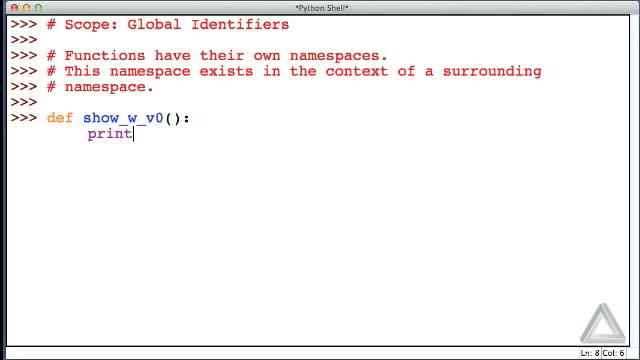 *Python Shell*
>>> # Scope: Global Identifiers
>>>
>>> # Functions have their own namespaces.
>>> # This namespace exists in the context of a surrounding
>>> # namespace.
>>>
>>> def show_w_v0():
print
Ln: 8 Col: 6